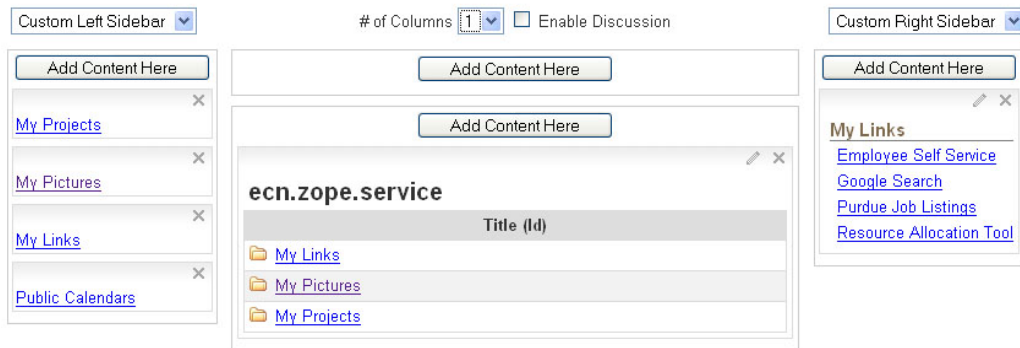 Custom Left Sidebar
# of Columns 1 Enable Discussion
Custom Right Sidebar
Add Content Here
My Projects
My Pictures
My Links
Public Calendars
Add Content Here
Add Content Here
ecn.zope.service
Title (Id)
My Links
My Pictures
My Projects
Add Content Here
My Links
Employee Self Service
Google Search
Purdue Job Listings
Resource Allocation Tool